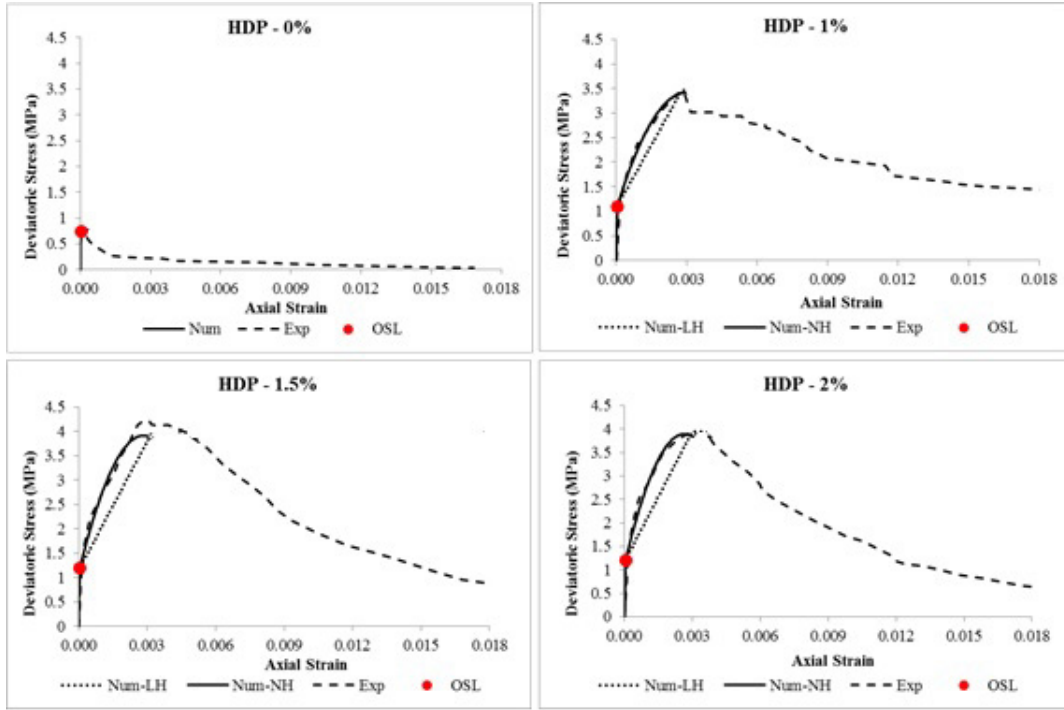 HDP - 0%
4.5
4
3.5
3
2.5
2
1.5
1
0.5
0
Deviatoric Stress (MPa)
0.000 0.003 0.006 0.009 0.012 0.015 0.018
Axial Strain
Num Exp OSL
HDP - 1%
4.5
4
3.5
3
2.5
2
1.5
1
0.5
0
Deviatoric Stress (MPa)
0.000 0.003 0.006 0.009 0.012 0.015 0.018
Axial Strain
Num-LH Num-NH Exp OSL
HDP - 1.5%
4.5
4
3.5
3
2.5
2
1.5
1
0.5
0
Deviatoric Stress (MPa)
0.000 0.003 0.006 0.009 0.012 0.015 0.018
Axial Strain
Num-LH Num-NH Exp OSL
HDP - 2%
4.5
4
3.5
3
2.5
2
1.5
1
0.5
0
Deviatoric Stress (MPa)
0.000 0.003 0.006 0.009 0.012 0.015 0.018
Axial Strain
Num-LH Num-NH Exp OSL